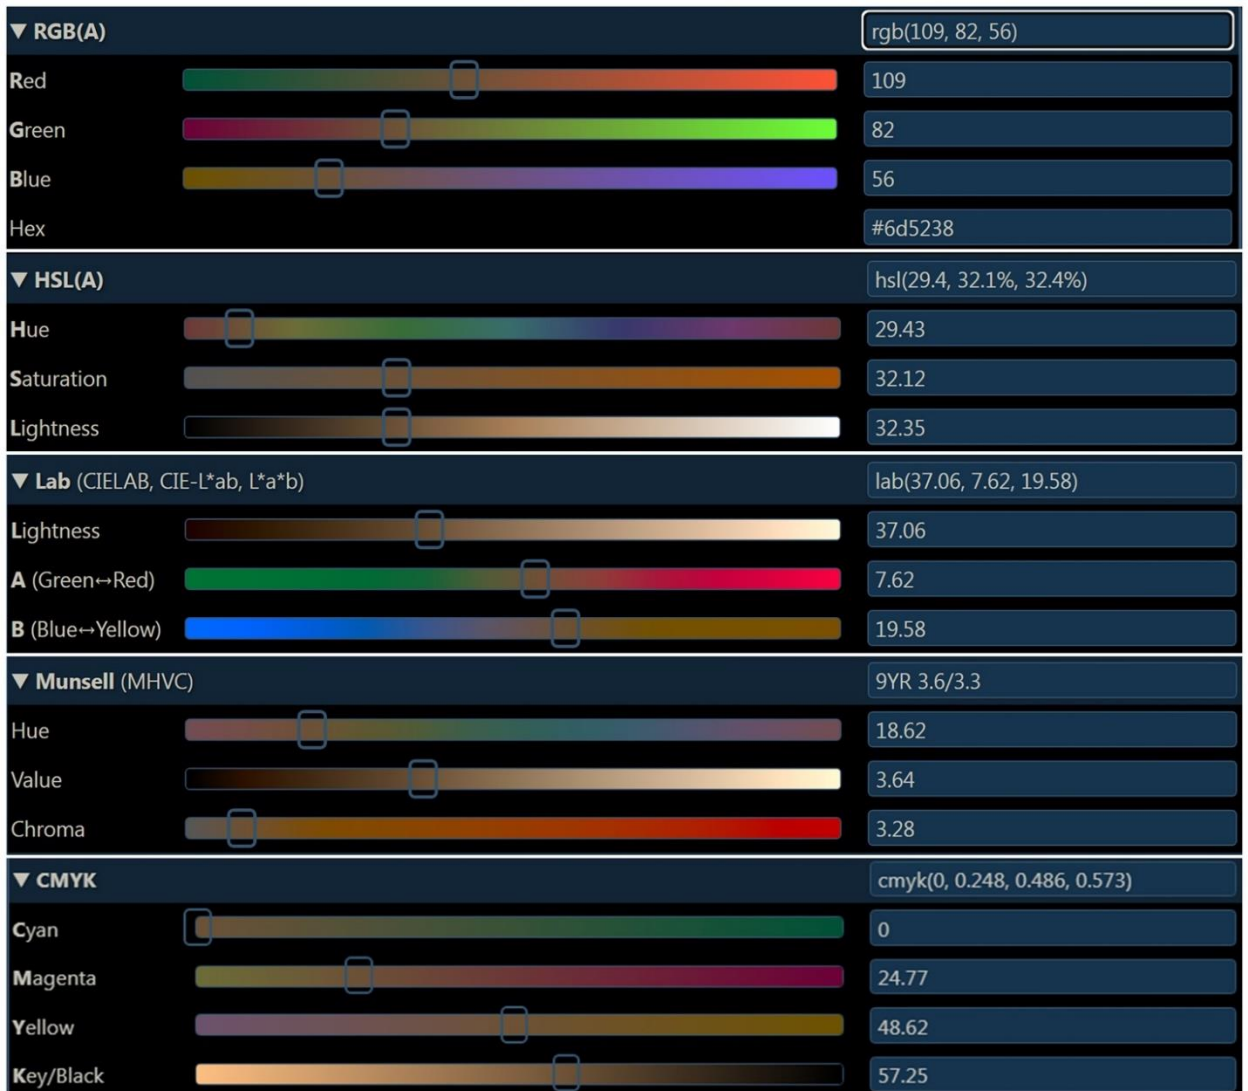 ▼ RGB(A) rgb(109, 82, 56)
Red 109
Green 82
Blue 56
Hex #6d5238
▼ HSL(A) hsl(29.4, 32.1%, 32.4%)
Hue 29.43
Saturation 32.12
Lightness 32.35
▼ Lab (CIELAB, CIE-L*ab, L*a*b) lab(37.06, 7.62, 19.58)
Lightness 37.06
A (Green↔Red) 7.62
B (Blue↔Yellow) 19.58
▼ Munsell (MHVC) 9YR 3.6/3.3
Hue 18.62
Value 3.64
Chroma 3.28
▼ CMYK cmyk(0, 0.248, 0.486, 0.573)
Cyan 0
Magenta 24.77
Yellow 48.62
Key/Black 57.25